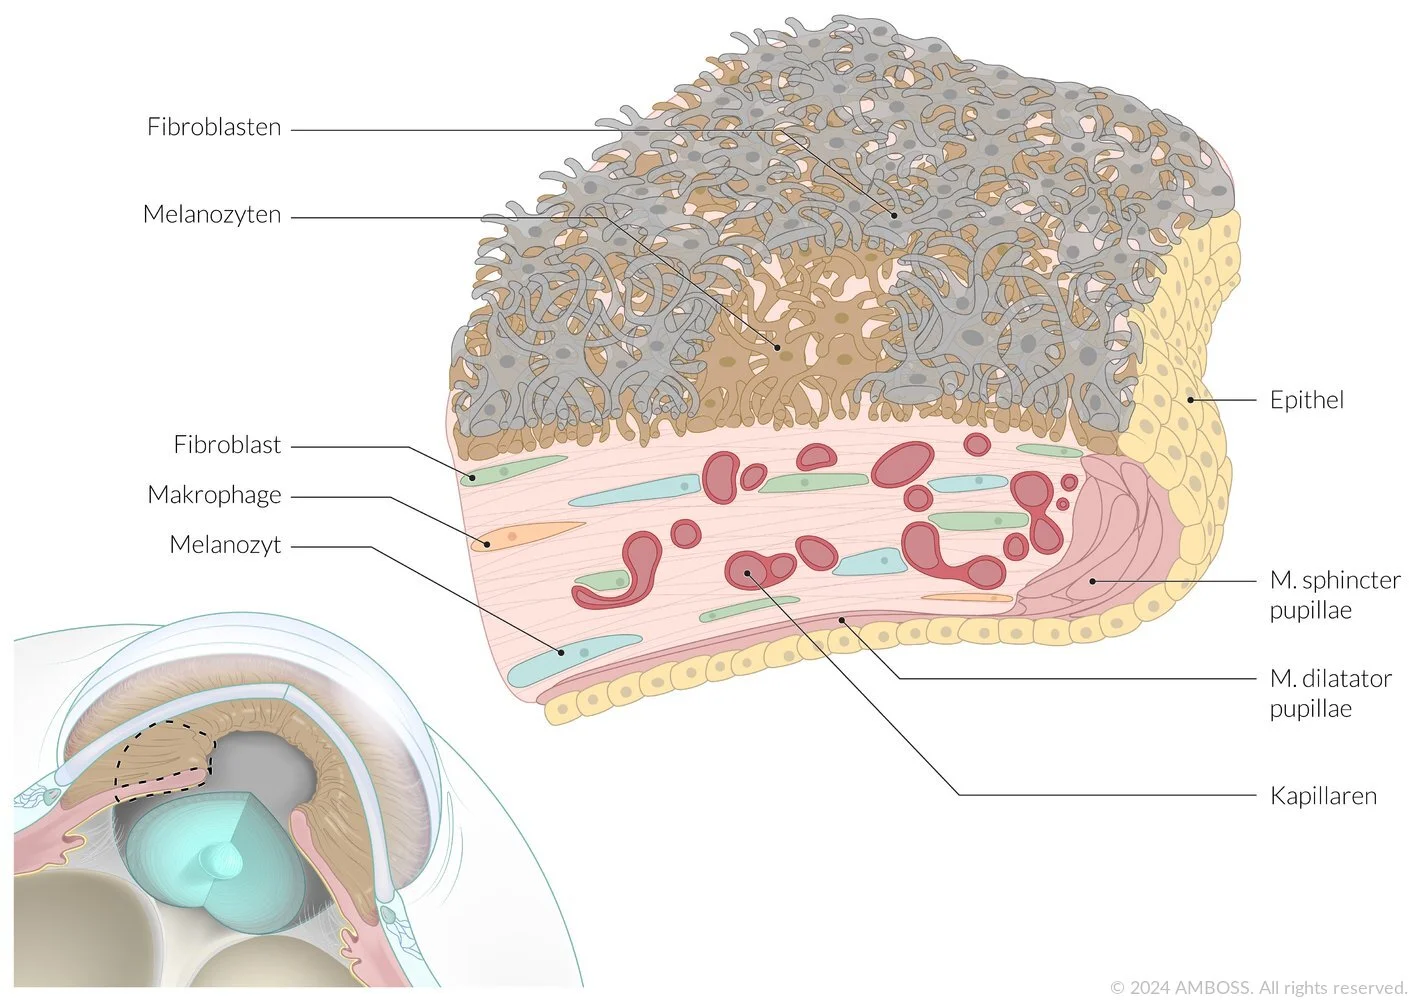 Fibroblasten
Melanozyten
Fibroblast
Makrophage
Melanozyt
Epithel
M. sphincter
pupillae
M. dilatator
pupillae
Kapillaren
© 2024 AMBOSS. All rights reserved.